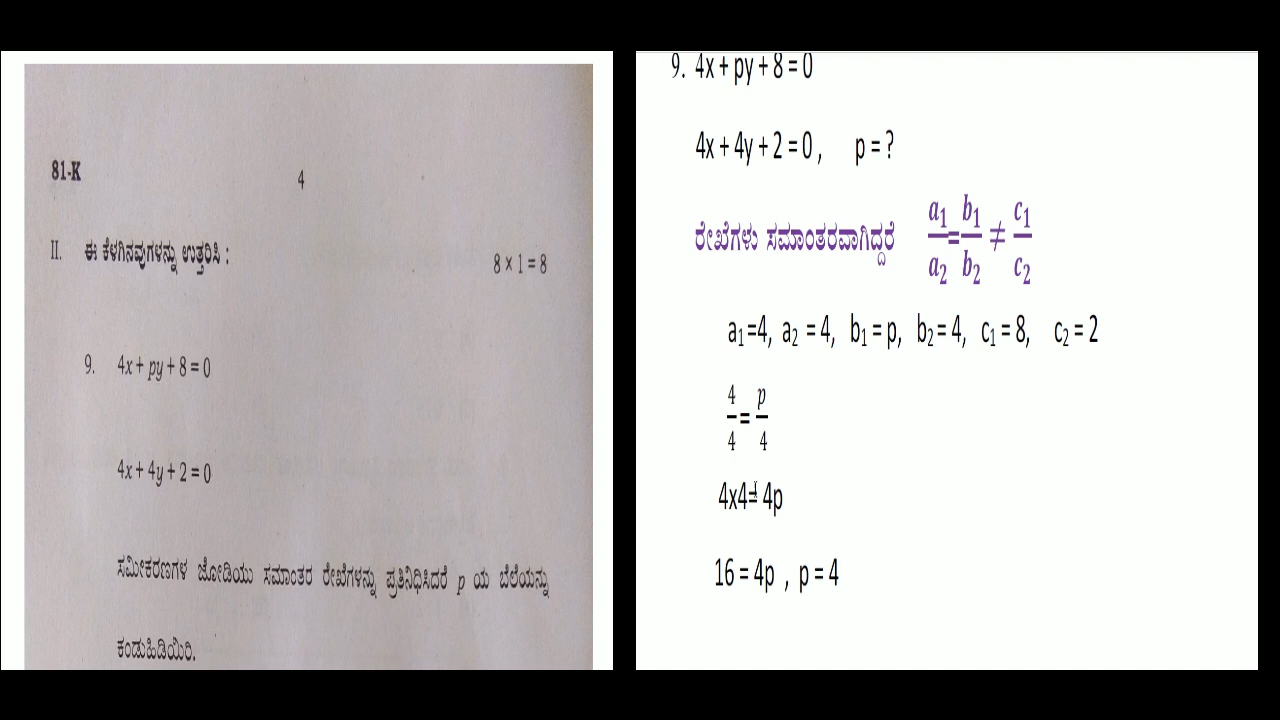 81-K
4
II. ಈ ಕೆಳಗಿನವುಗಳನ್ನು ಉತ್ತರಿಸಿ :
8 × 1 = 8
9. 4x + py + 8 = 0
4x + 4y + 2 = 0
ಸಮೀಕರಣಗಳ ಜೋಡಿಯು ಸಮಾಂತರ ರೇಖೆಗಳನ್ನು ಪ್ರತಿನಿಧಿಸಿದರೆ p ಯ ಬೆಲೆಯನ್ನು
ಕಂಡುಹಿಡಿಯಿರಿ.
9. 4x + py + 8 = 0
4x + 4y + 2 = 0 , p = ?
ರೇಖೆಗಳು ಸಮಾಂತರವಾಗಿದ್ದರೆ a₁/a₂ = b₁/b₂ ≠ c₁/c₂
a₁ =4, a₂ = 4, b₁ = p, b₂ = 4, c₁ = 8, c₂ = 2
4/4 = p/4
4x4= 4p
16 = 4p , p = 4